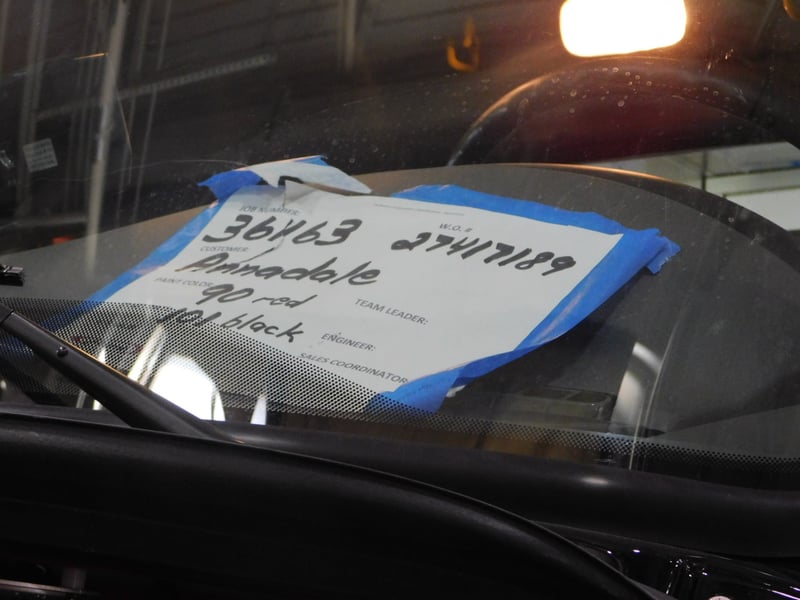 JOB NUMBER:
36463
W.O. #
27417189
CUSTOMER:
Annadale
PAINT COLOR:
90 red
101 black
TEAM LEADER:
ENGINEER:
SALES COORDINATOR